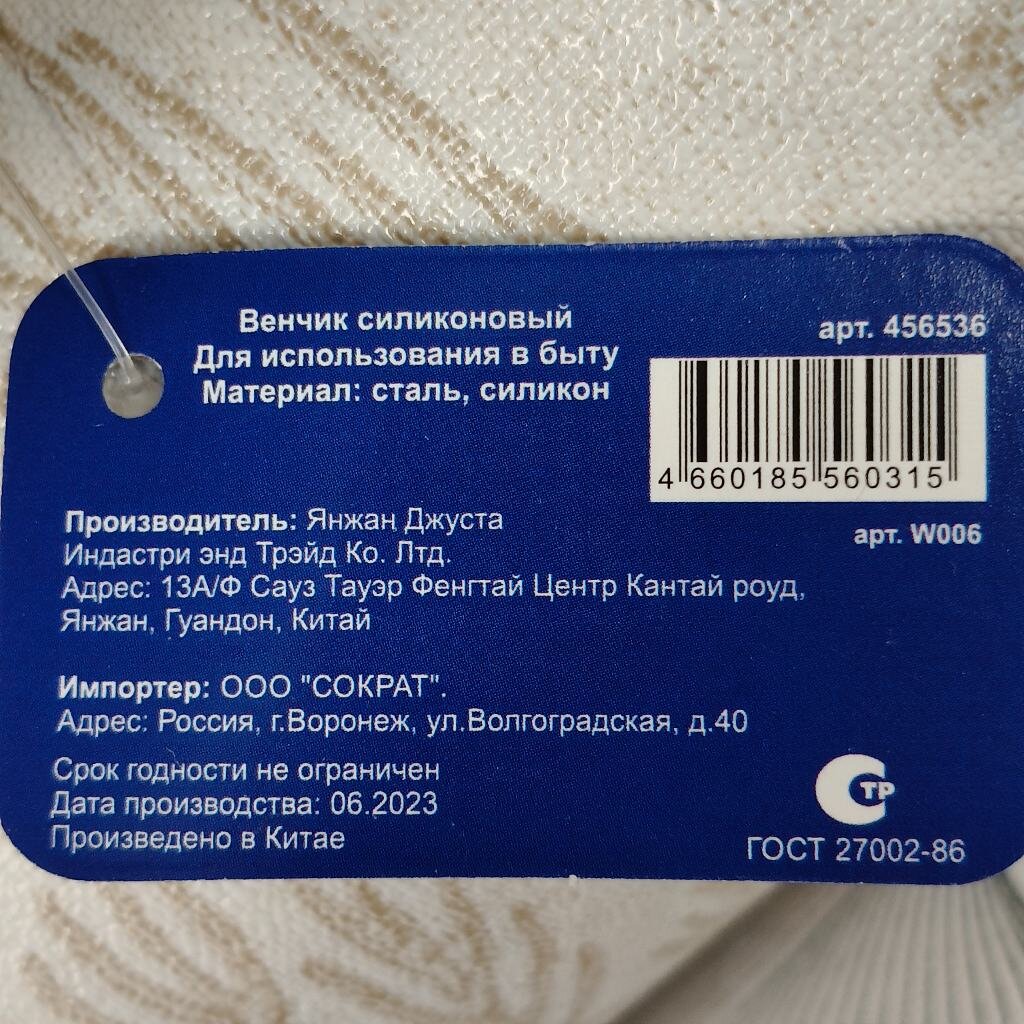 Венчик силиконовый
Для использования в быту
Материал: сталь, силикон
арт. 456536
4 660185 560315
арт. W006
Производитель: Янжан Джуста
Индастри энд Трэйд Ко. Лтд.
Адрес: 13А/Ф Сауз Тауэр Фенгтай Центр Кантай роуд,
Янжан, Гуандон, Китай
Импортер: ООО "СОКРАТ".
Адрес: Россия, г.Воронеж, ул.Волгоградская, д.40
Срок годности не ограничен
Дата производства: 06.2023
Произведено в Китае
СТР
ГОСТ 27002-86